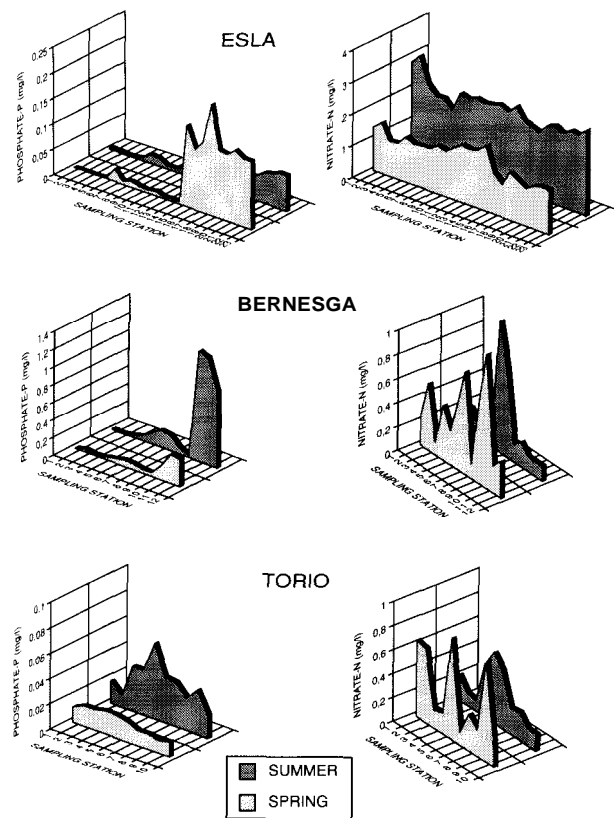 ESLA
PHOSPHATE-P (mg/l)
0.25
0.2
0.15
0.1
0.05
0
SAMPLING STATION
NITRATE-N (mg/l)
4
3
2
1
0
SAMPLING STATION
BERNESGA
PHOSPHATE-P (mg/l)
1.4
1.2
1
0.8
0.6
0.4
0.2
0
SAMPLING STATION
NITRATE-N (mg/l)
1
0.8
0.6
0.4
0.2
0
SAMPLING STATION
TORIO
PHOSPHATE-P (mg/l)
0.1
0.08
0.06
0.04
0.02
0
SAMPLING STATION
NITRATE-N (mg/l)
1
0.8
0.6
0.4
0.2
0
SAMPLING STATION
SUMMER
SPRING